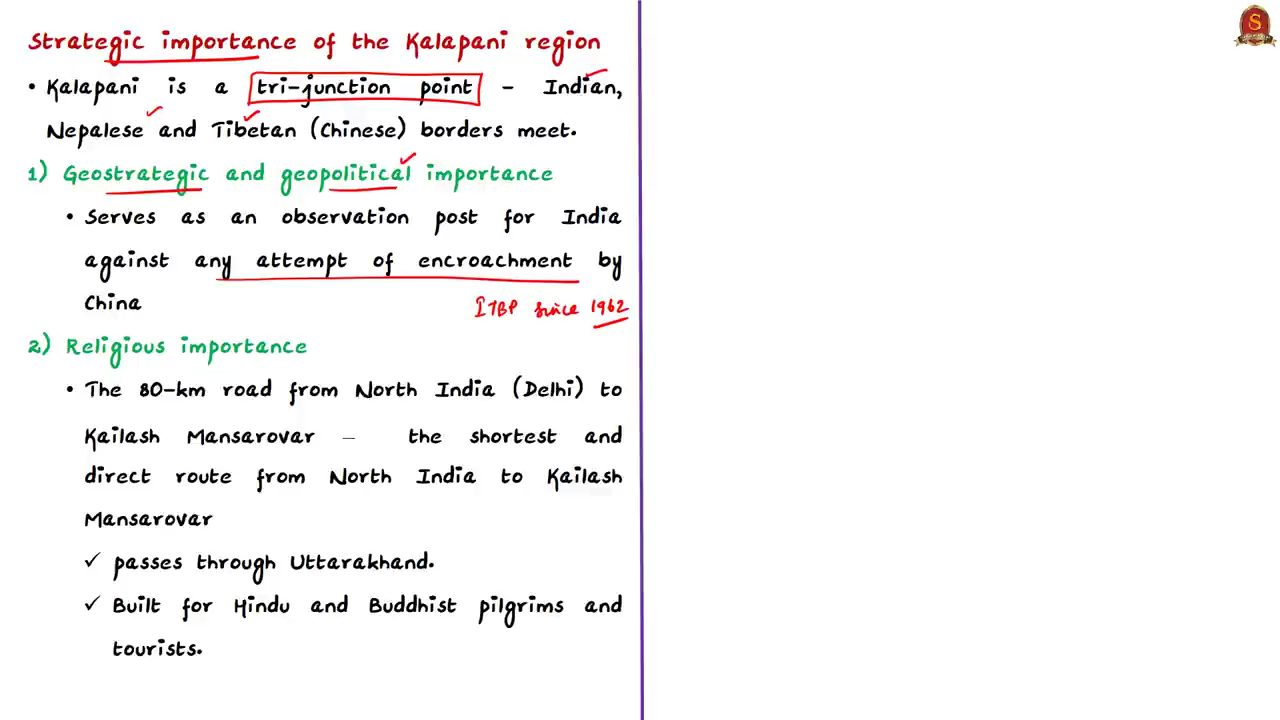 Strategic importance of the Kalapani region
• Kalapani is a tri-junction point - Indian,
Nepalese and Tibetan (Chinese) borders meet.
1) Geostrategic and geopolitical importance
• Serves as an observation post for India
against any attempt of encroachment by
China
ITBP since 1962
2) Religious importance
• The 80-km road from North India (Delhi) to
Kailash Mansarovar – the shortest and
direct route from North India to Kailash
Mansarovar
✓ passes through Uttarakhand.
✓ Built for Hindu and Buddhist pilgrims and
tourists.
S